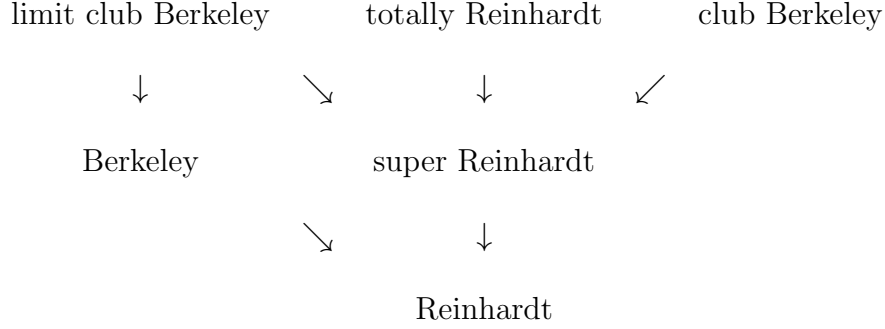 limit club Berkeley totally Reinhardt club Berkeley
↓ ↘ ↓ ↙
Berkeley super Reinhardt
↘ ↓
Reinhardt